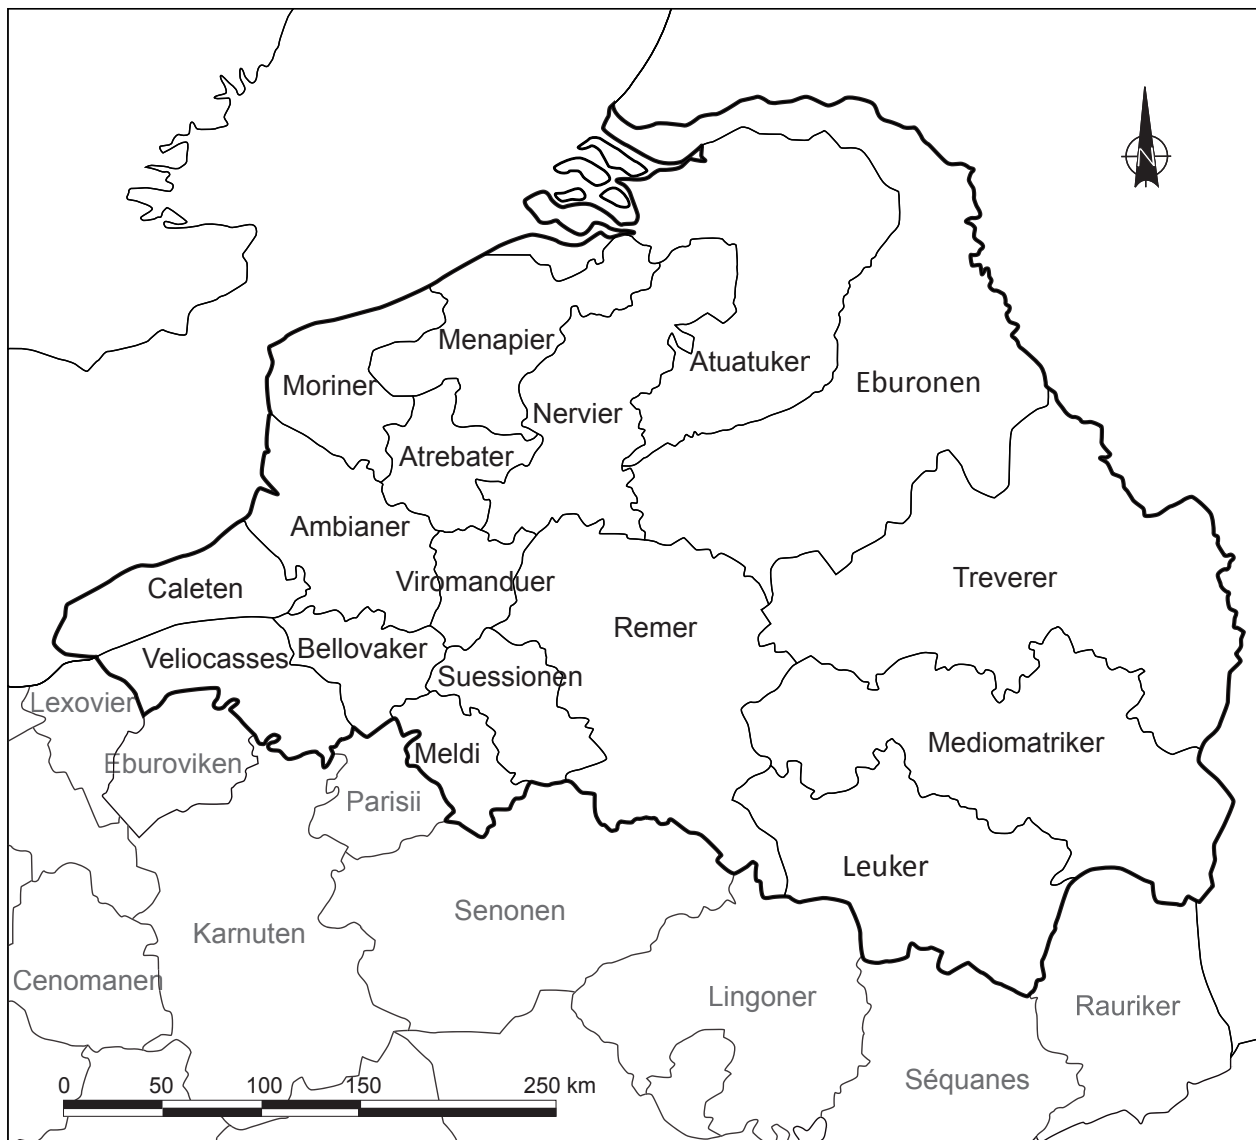 N
Menapier
Moriner
Atuatuker
Eburonen
Nervier
Atrebater
Ambianer
Viromanduer
Treverer
Caleten
Remer
Bellovaker
Veliocasses
Suessionen
Lexovier
Mediomatriker
Meldi
Eburoviken
Parisii
Leuker
Senonen
Karnuten
Cenomanen
Lingoner
Rauriker
Séquanes
0 50 100 150 250 km